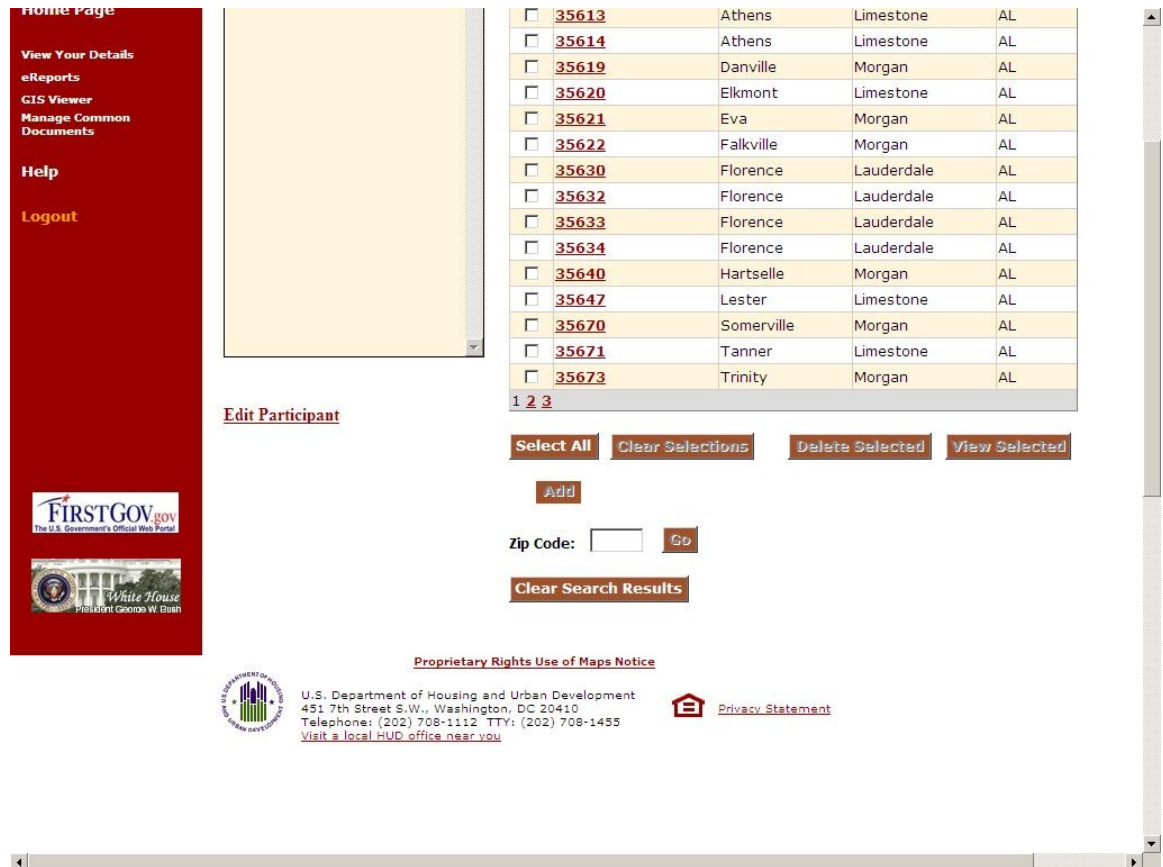 Home Page
View Your Details
eReports
GIS Viewer
Manage Common
Documents
Help
Logout
FIRSTGOV.gov
The U.S. Government's Official Web Portal
White House
President George W. Bush
35613 Athens Limestone AL
35614 Athens Limestone AL
35619 Danville Morgan AL
35620 Elkmont Limestone AL
35621 Eva Morgan AL
35622 Falkville Morgan AL
35630 Florence Lauderdale AL
35632 Florence Lauderdale AL
35633 Florence Lauderdale AL
35634 Florence Lauderdale AL
35640 Hartselle Morgan AL
35647 Lester Limestone AL
35670 Somerville Morgan AL
35671 Tanner Limestone AL
35673 Trinity Morgan AL
1 2 3
Edit Participant
Select All Clear Selections Delete Selected View Selected
Add
Zip Code: Go
Clear Search Results
Proprietary Rights Use of Maps Notice
U.S. DEPARTMENT OF HOUSING AND URBAN DEVELOPMENT
U.S. Department of Housing and Urban Development
451 7th Street S.W., Washington, DC 20410
Telephone: (202) 708-1112 TTY: (202) 708-1455
Visit a local HUD office near you
Privacy Statement